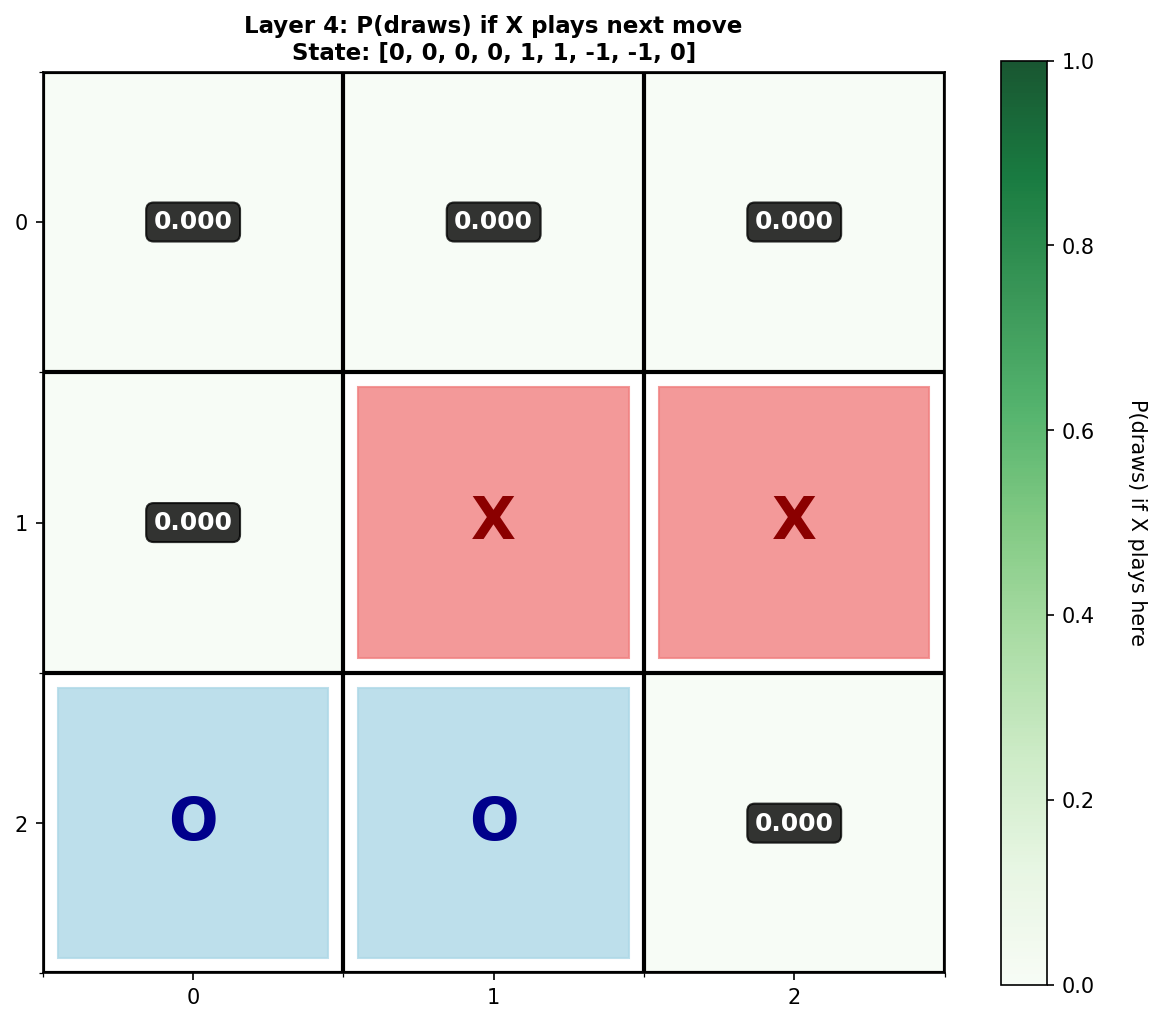 Layer 4: P(draws) if X plays next move
State: [0, 0, 0, 0, 1, 1, -1, -1, 0]
0
0.000
0.000
0.000
1
0.000
X
X
2
O
O
0.000
0
1
2
1.0
0.8
0.6
0.4
0.2
0.0
P(draws) if X plays here